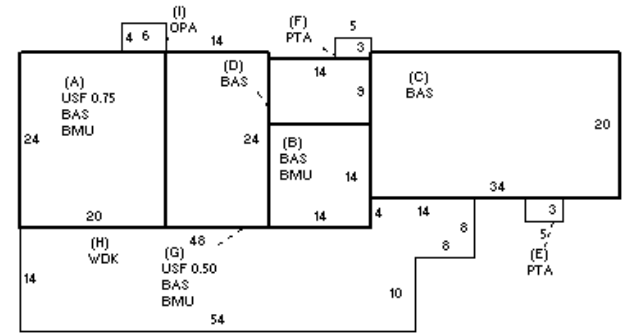 (I)
OPA
4 6
14
(F)
PTA
5
3
(A)
USF 0.75
BAS
BMU
(D)
BAS
14
9
(C)
BAS
24
24
20
(B)
BAS
BMU
14
34
20
14
4
14
3
48
8
8
5
(H)
WDK
(G)
USF 0.50
BAS
BMU
(E)
PTA
14
10
54